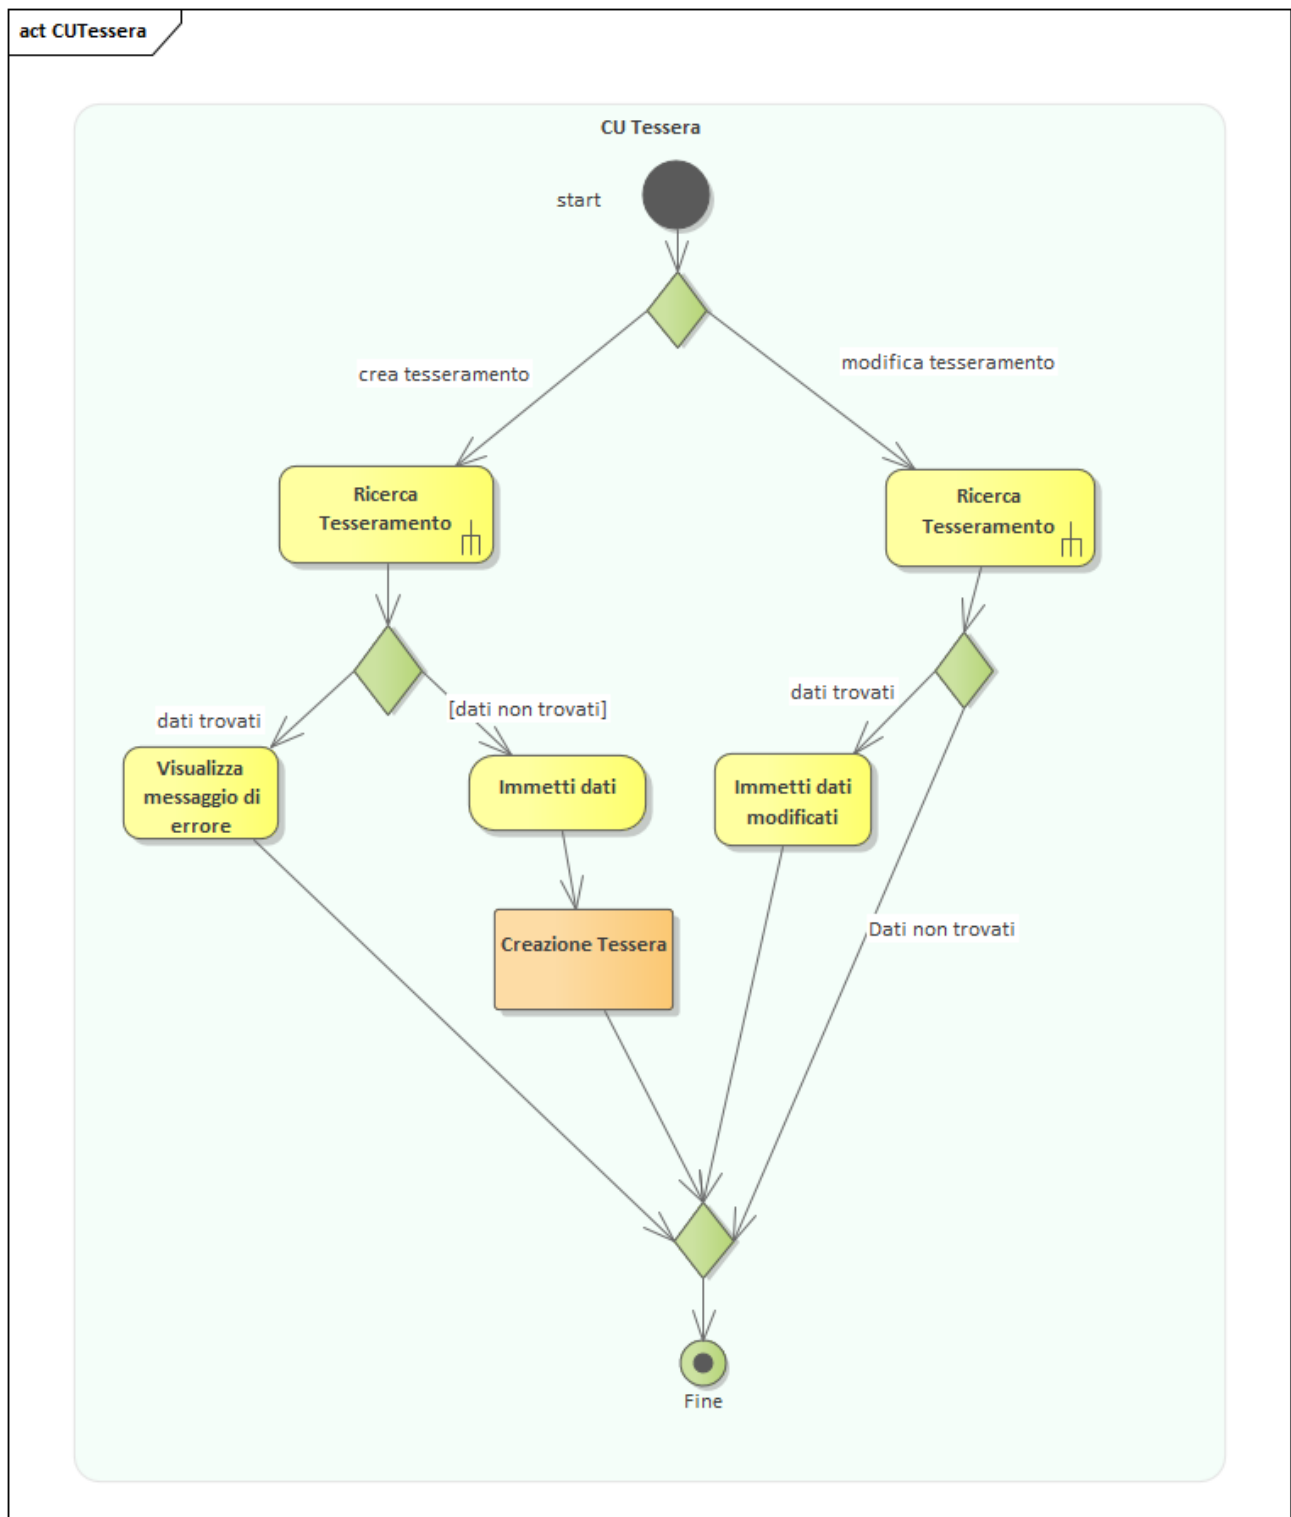 act CUTessera
CU Tessera
start
crea tesseramento
modifica tesseramento
Ricerca
Tesseramento
Ricerca
Tesseramento
dati trovati
[dati non trovati]
dati trovati
Visualizza
messaggio di
errore
Immetti dati
Immetti dati
modificati
Creazione Tessera
Dati non trovati
Fine